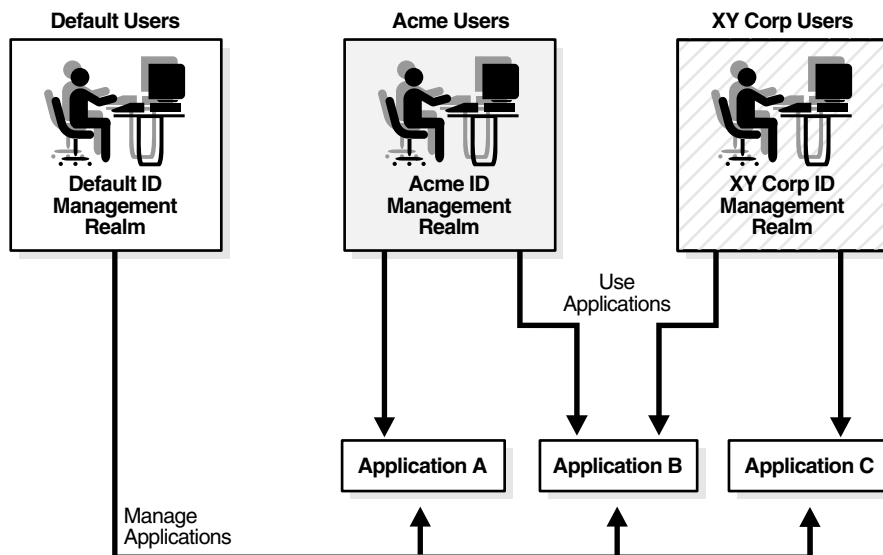 Default Users
Acme Users
XY Corp Users
Default ID
Management
Realm
Acme ID
Management
Realm
XY Corp ID
Management
Realm
Use
Applications
Application A
Application B
Application C
Manage
Applications